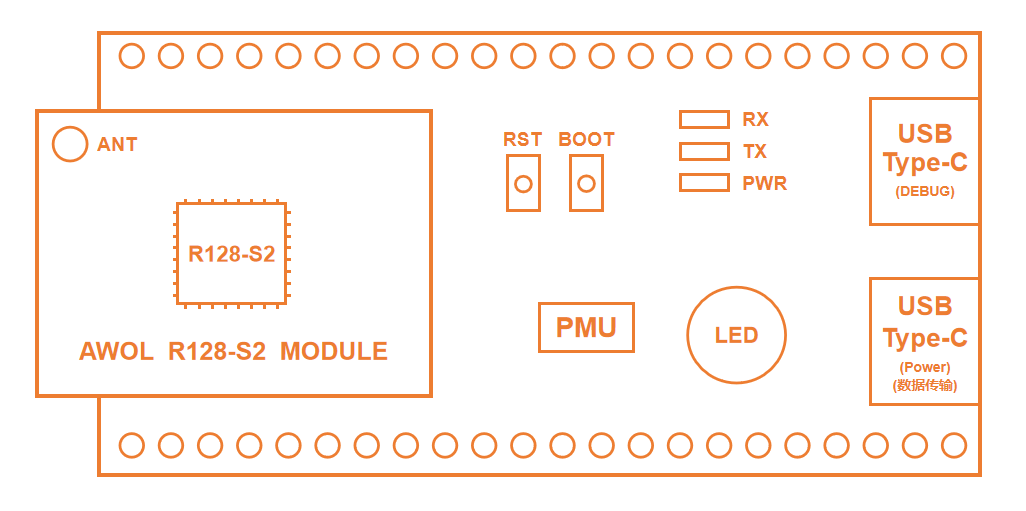 ANT
R128-S2
AWOL R128-S2 MODULE
RST
BOOT
RX
TX
PWR
PMU
LED
USB
Type-C
(DEBUG)
USB
Type-C
(Power)
(数据传输)